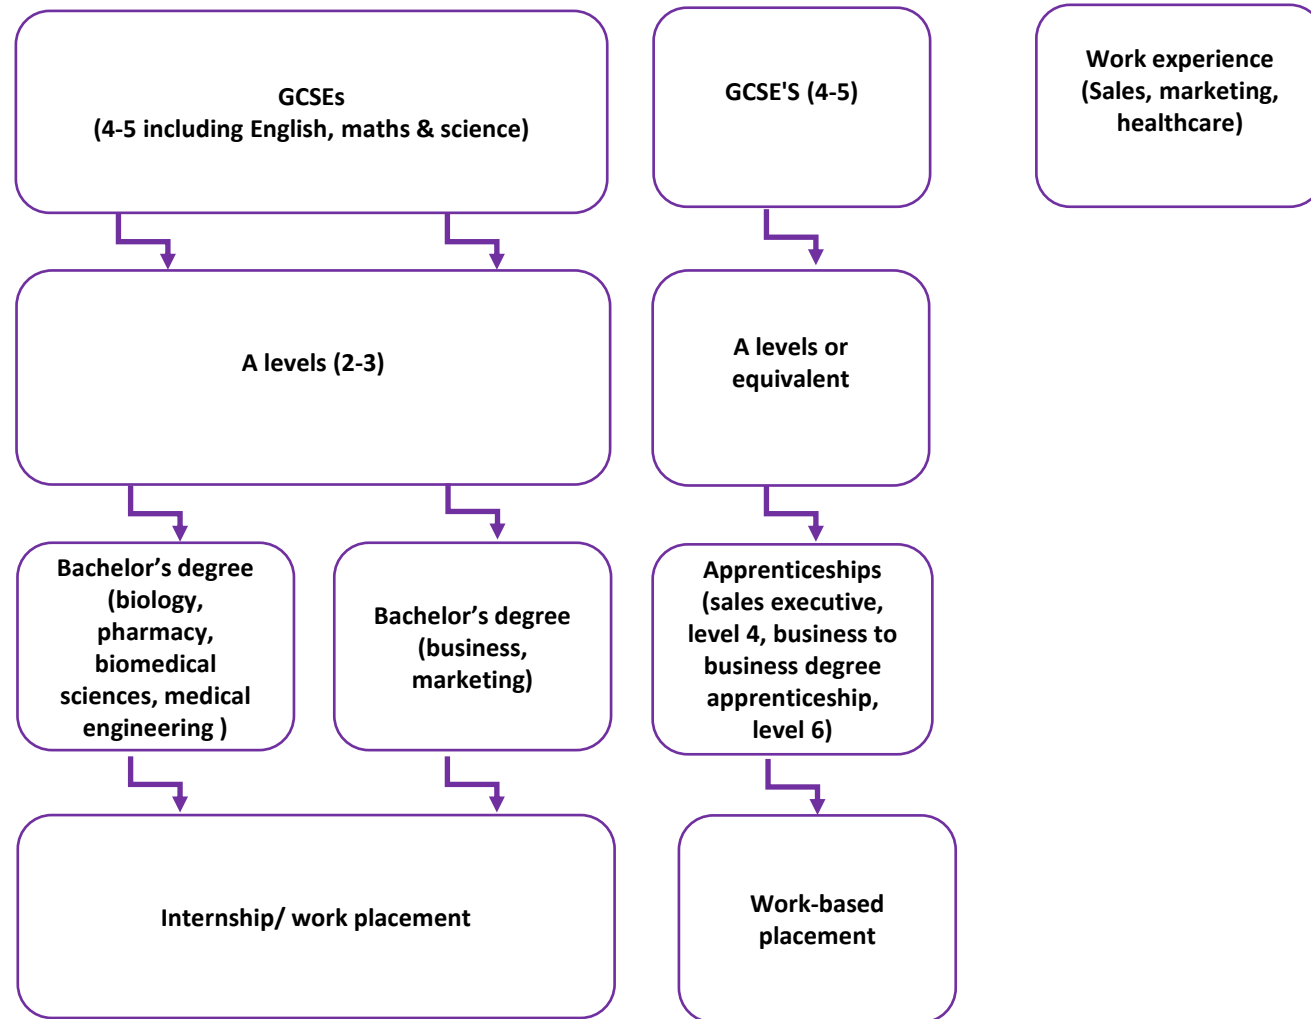 GCSEs
(4-5 including English, maths & science)
GCSE'S (4-5)
Work experience
(Sales, marketing,
healthcare)
A levels (2-3)
A levels or
equivalent
Bachelor’s degree
(biology,
pharmacy,
biomedical
sciences, medical
engineering )
Bachelor’s degree
(business,
marketing)
Apprenticeships
(sales executive,
level 4, business to
business degree
apprenticeship,
level 6)
Internship/ work placement
Work-based
placement